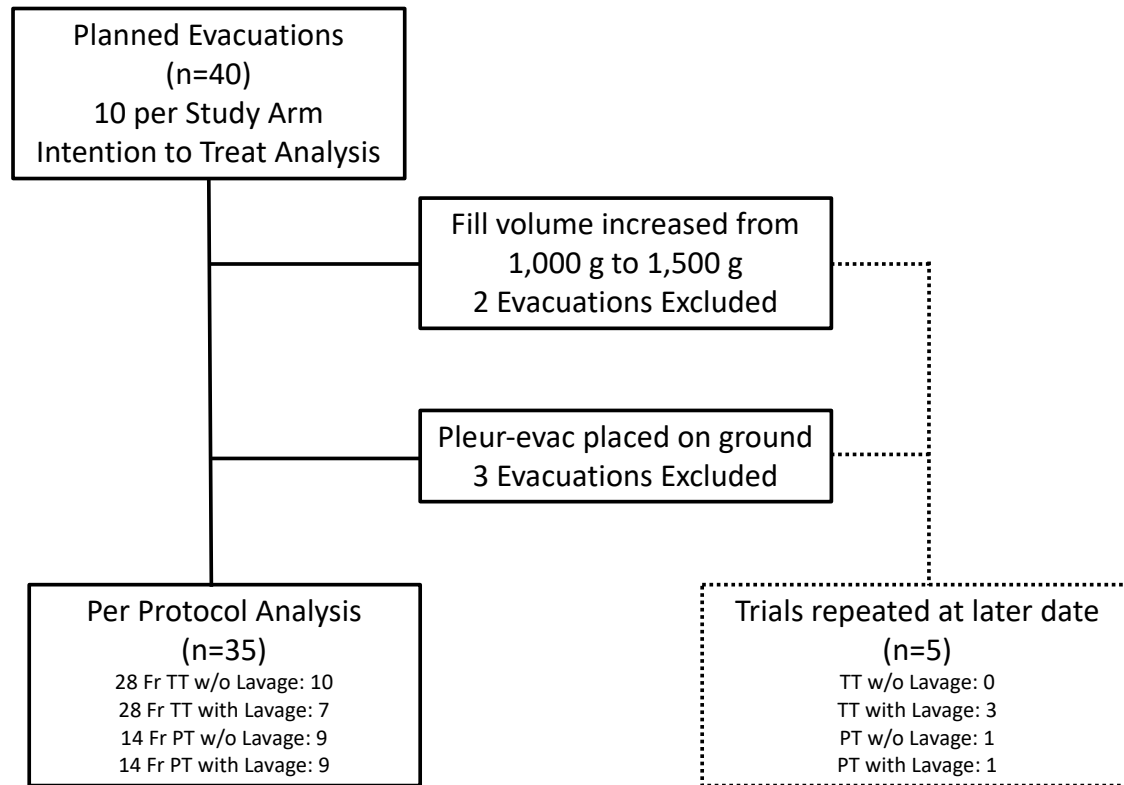 Planned Evacuations
(n=40)
10 per Study Arm
Intention to Treat Analysis
Fill volume increased from
1,000 g to 1,500 g
2 Evacuations Excluded
Pleur-evac placed on ground
3 Evacuations Excluded
Per Protocol Analysis
(n=35)
28 Fr TT w/o Lavage: 10
28 Fr TT with Lavage: 7
14 Fr PT w/o Lavage: 9
14 Fr PT with Lavage: 9
Trials repeated at later date
(n=5)
TT w/o Lavage: 0
TT with Lavage: 3
PT w/o Lavage: 1
PT with Lavage: 1